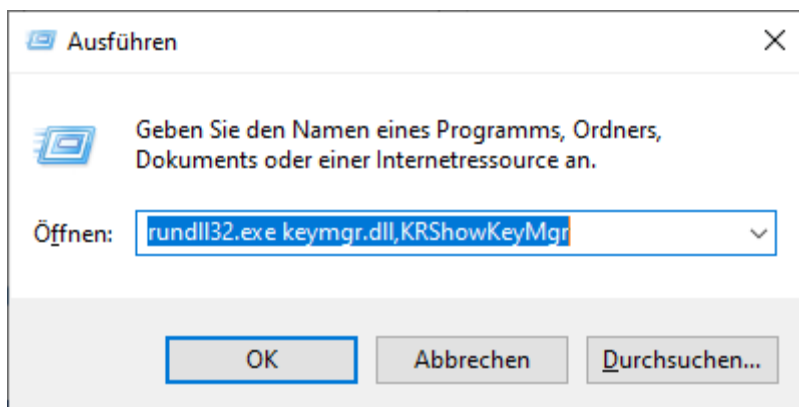 Ausführen
Geben Sie den Namen eines Programms, Ordners,
Dokuments oder einer Internetressource an.
Öffnen: rundll32.exe keymgr.dll,KRShowKeyMgr
OK Abbrechen Durchsuchen...